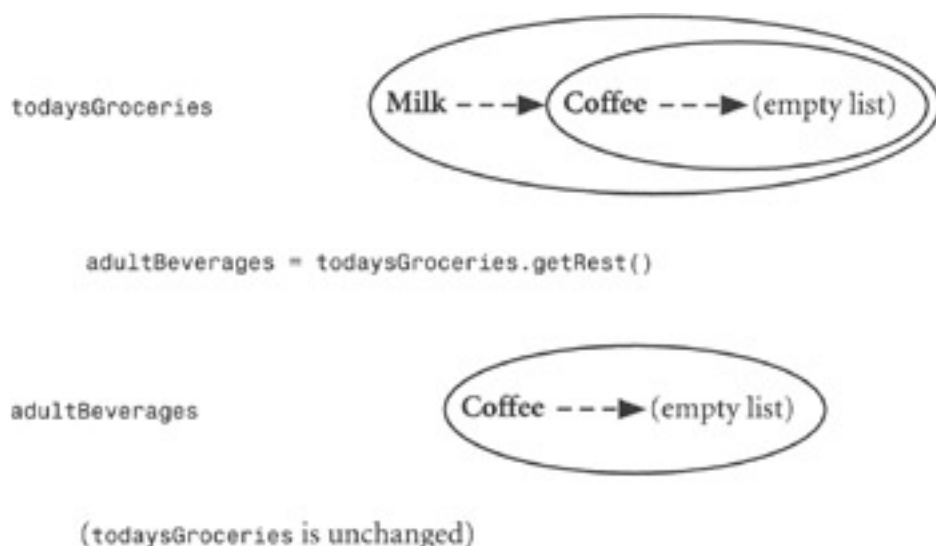 todaysGroceries Milk Coffee (empty list)
adultBeverages = todaysGroceries.getRest()
adultBeverages Coffee (empty list)
(todaysGroceries is unchanged)